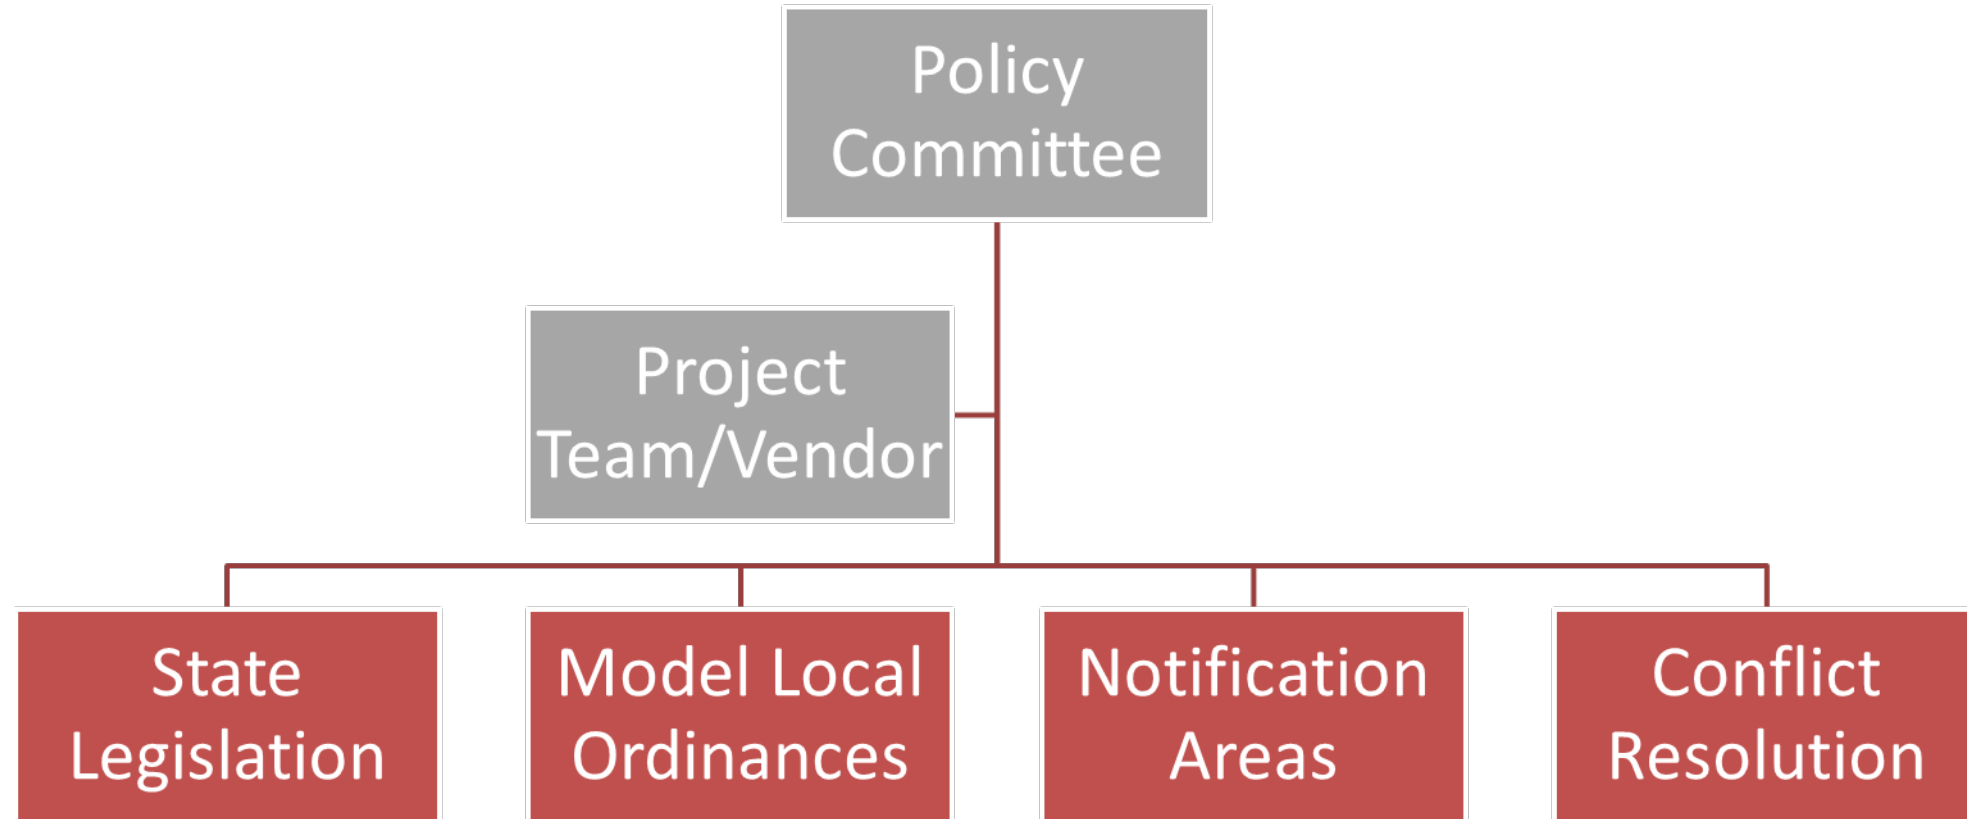 Policy
Committee
Project
Team/Vendor
State
Legislation
Model Local
Ordinances
Notification
Areas
Conflict
Resolution